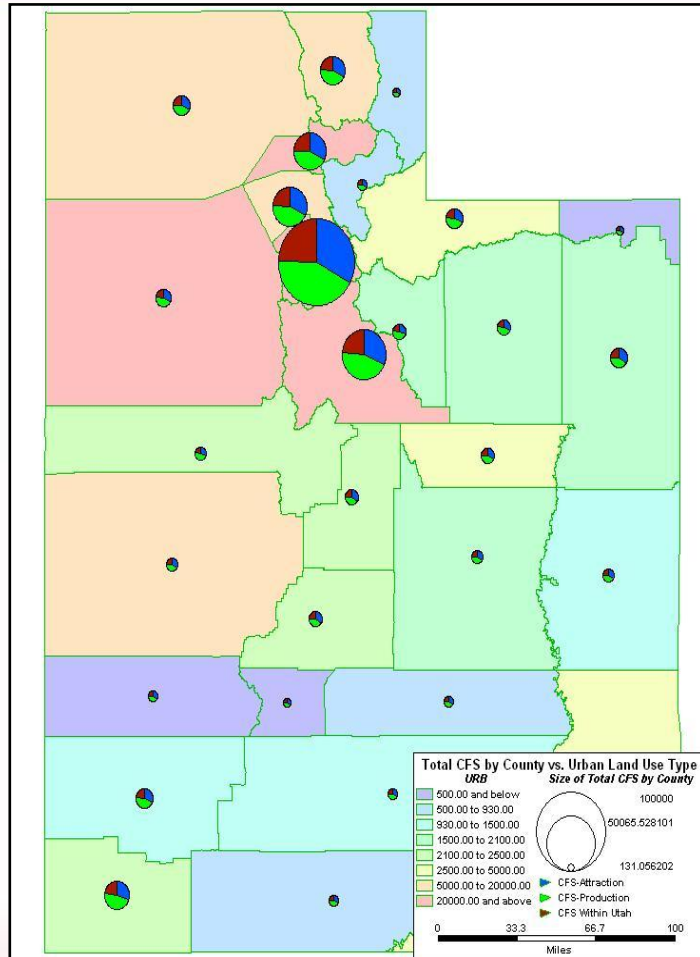 Total CFS by County vs. Urban Land Use Type
URB
Size of Total CFS by County
500.00 and below
500.00 to 930.00
930.00 to 1500.00
1500.00 to 2100.00
2100.00 to 2500.00
2500.00 to 5000.00
5000.00 to 20000.00
20000.00 and above
100000
50065.528101
131.056202
CFS-Attraction
CFS-Production
CFS Within Utah
0 33.3 66.7 100
Miles